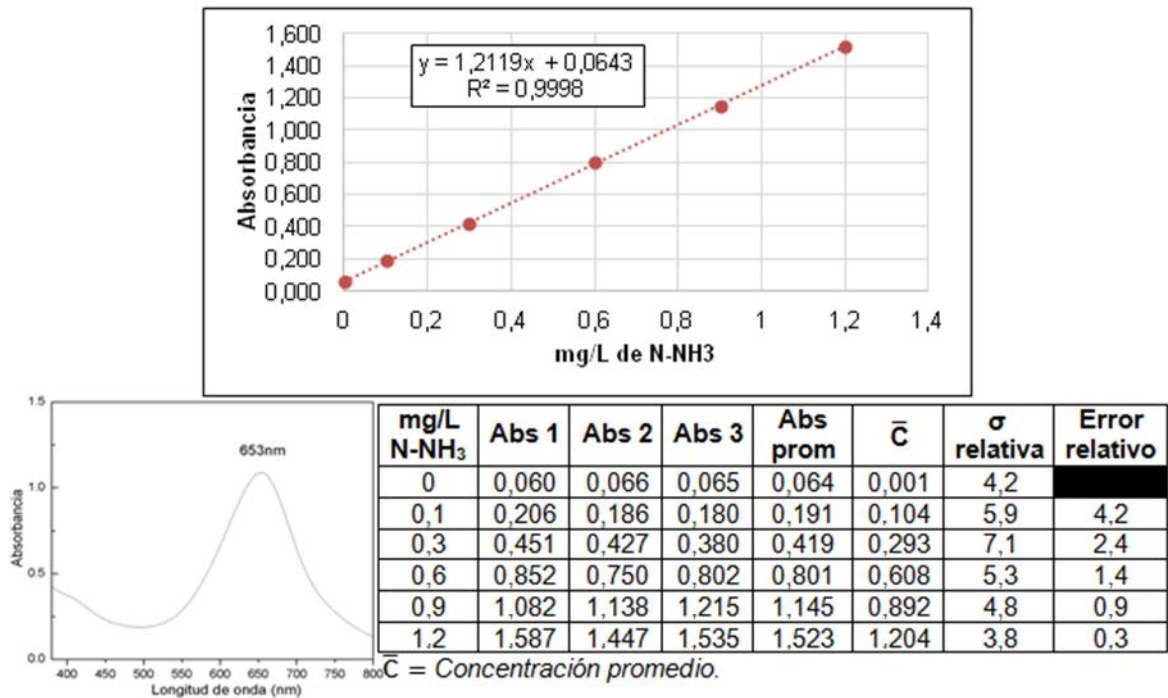 1,600
1,400
1,200
1,000
0,800
0,600
0,400
0,200
0,000
Absorbancia
y = 1,2119x + 0,0643
R² = 0,9998
0 0,2 0,4 0,6 0,8 1 1,2 1,4
mg/L de N-NH3
1.5
1.0
0.5
0.0
Absorbancia
653nm
400 450 500 550 600 650 700 750 800
Longitud de onda (nm)
mg/L N-NH₃ Abs 1 Abs 2 Abs 3 Abs prom C̅ σ relativa Error relativo
0 0,060 0,066 0,065 0,064 0,001 4,2
0,1 0,206 0,186 0,180 0,191 0,104 5,9 4,2
0,3 0,451 0,427 0,380 0,419 0,293 7,1 2,4
0,6 0,852 0,750 0,802 0,801 0,608 5,3 1,4
0,9 1,082 1,138 1,215 1,145 0,892 4,8 0,9
1,2 1,587 1,447 1,535 1,523 1,204 3,8 0,3
C̅ = Concentración promedio.